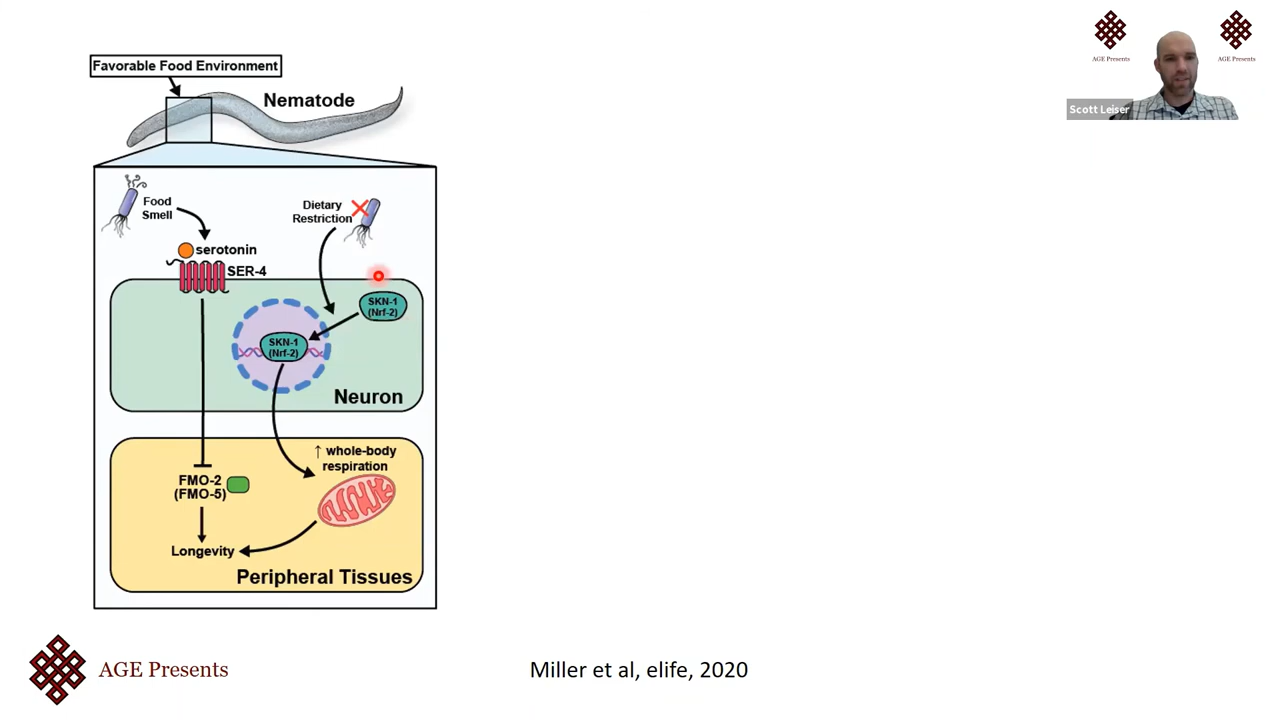 AGE Presents
AGE Presents
Scott Leiser
Favorable Food Environment
Nematode
Food
Smell
Dietary
Restriction
serotonin
SER-4
SKN-1
(Nrf-2)
SKN-1
(Nrf-2)
Neuron
↑ whole-body
respiration
FMO-2
(FMO-5)
Longevity
Peripheral Tissues
AGE Presents
Miller et al, elife, 2020